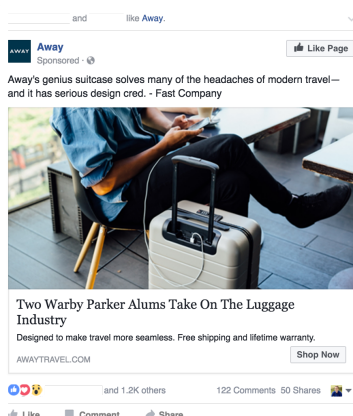 and like Away.
AWAY
Away
Sponsored ·
Like Page
Away's genius suitcase solves many of the headaches of modern travel—
and it has serious design cred. - Fast Company
Two Warby Parker Alums Take On The Luggage
Industry
Designed to make travel more seamless. Free shipping and lifetime warranty.
AWAYTRAVEL.COM
Shop Now
and 1.2K others 122 Comments 50 Shares
Like Comment Share